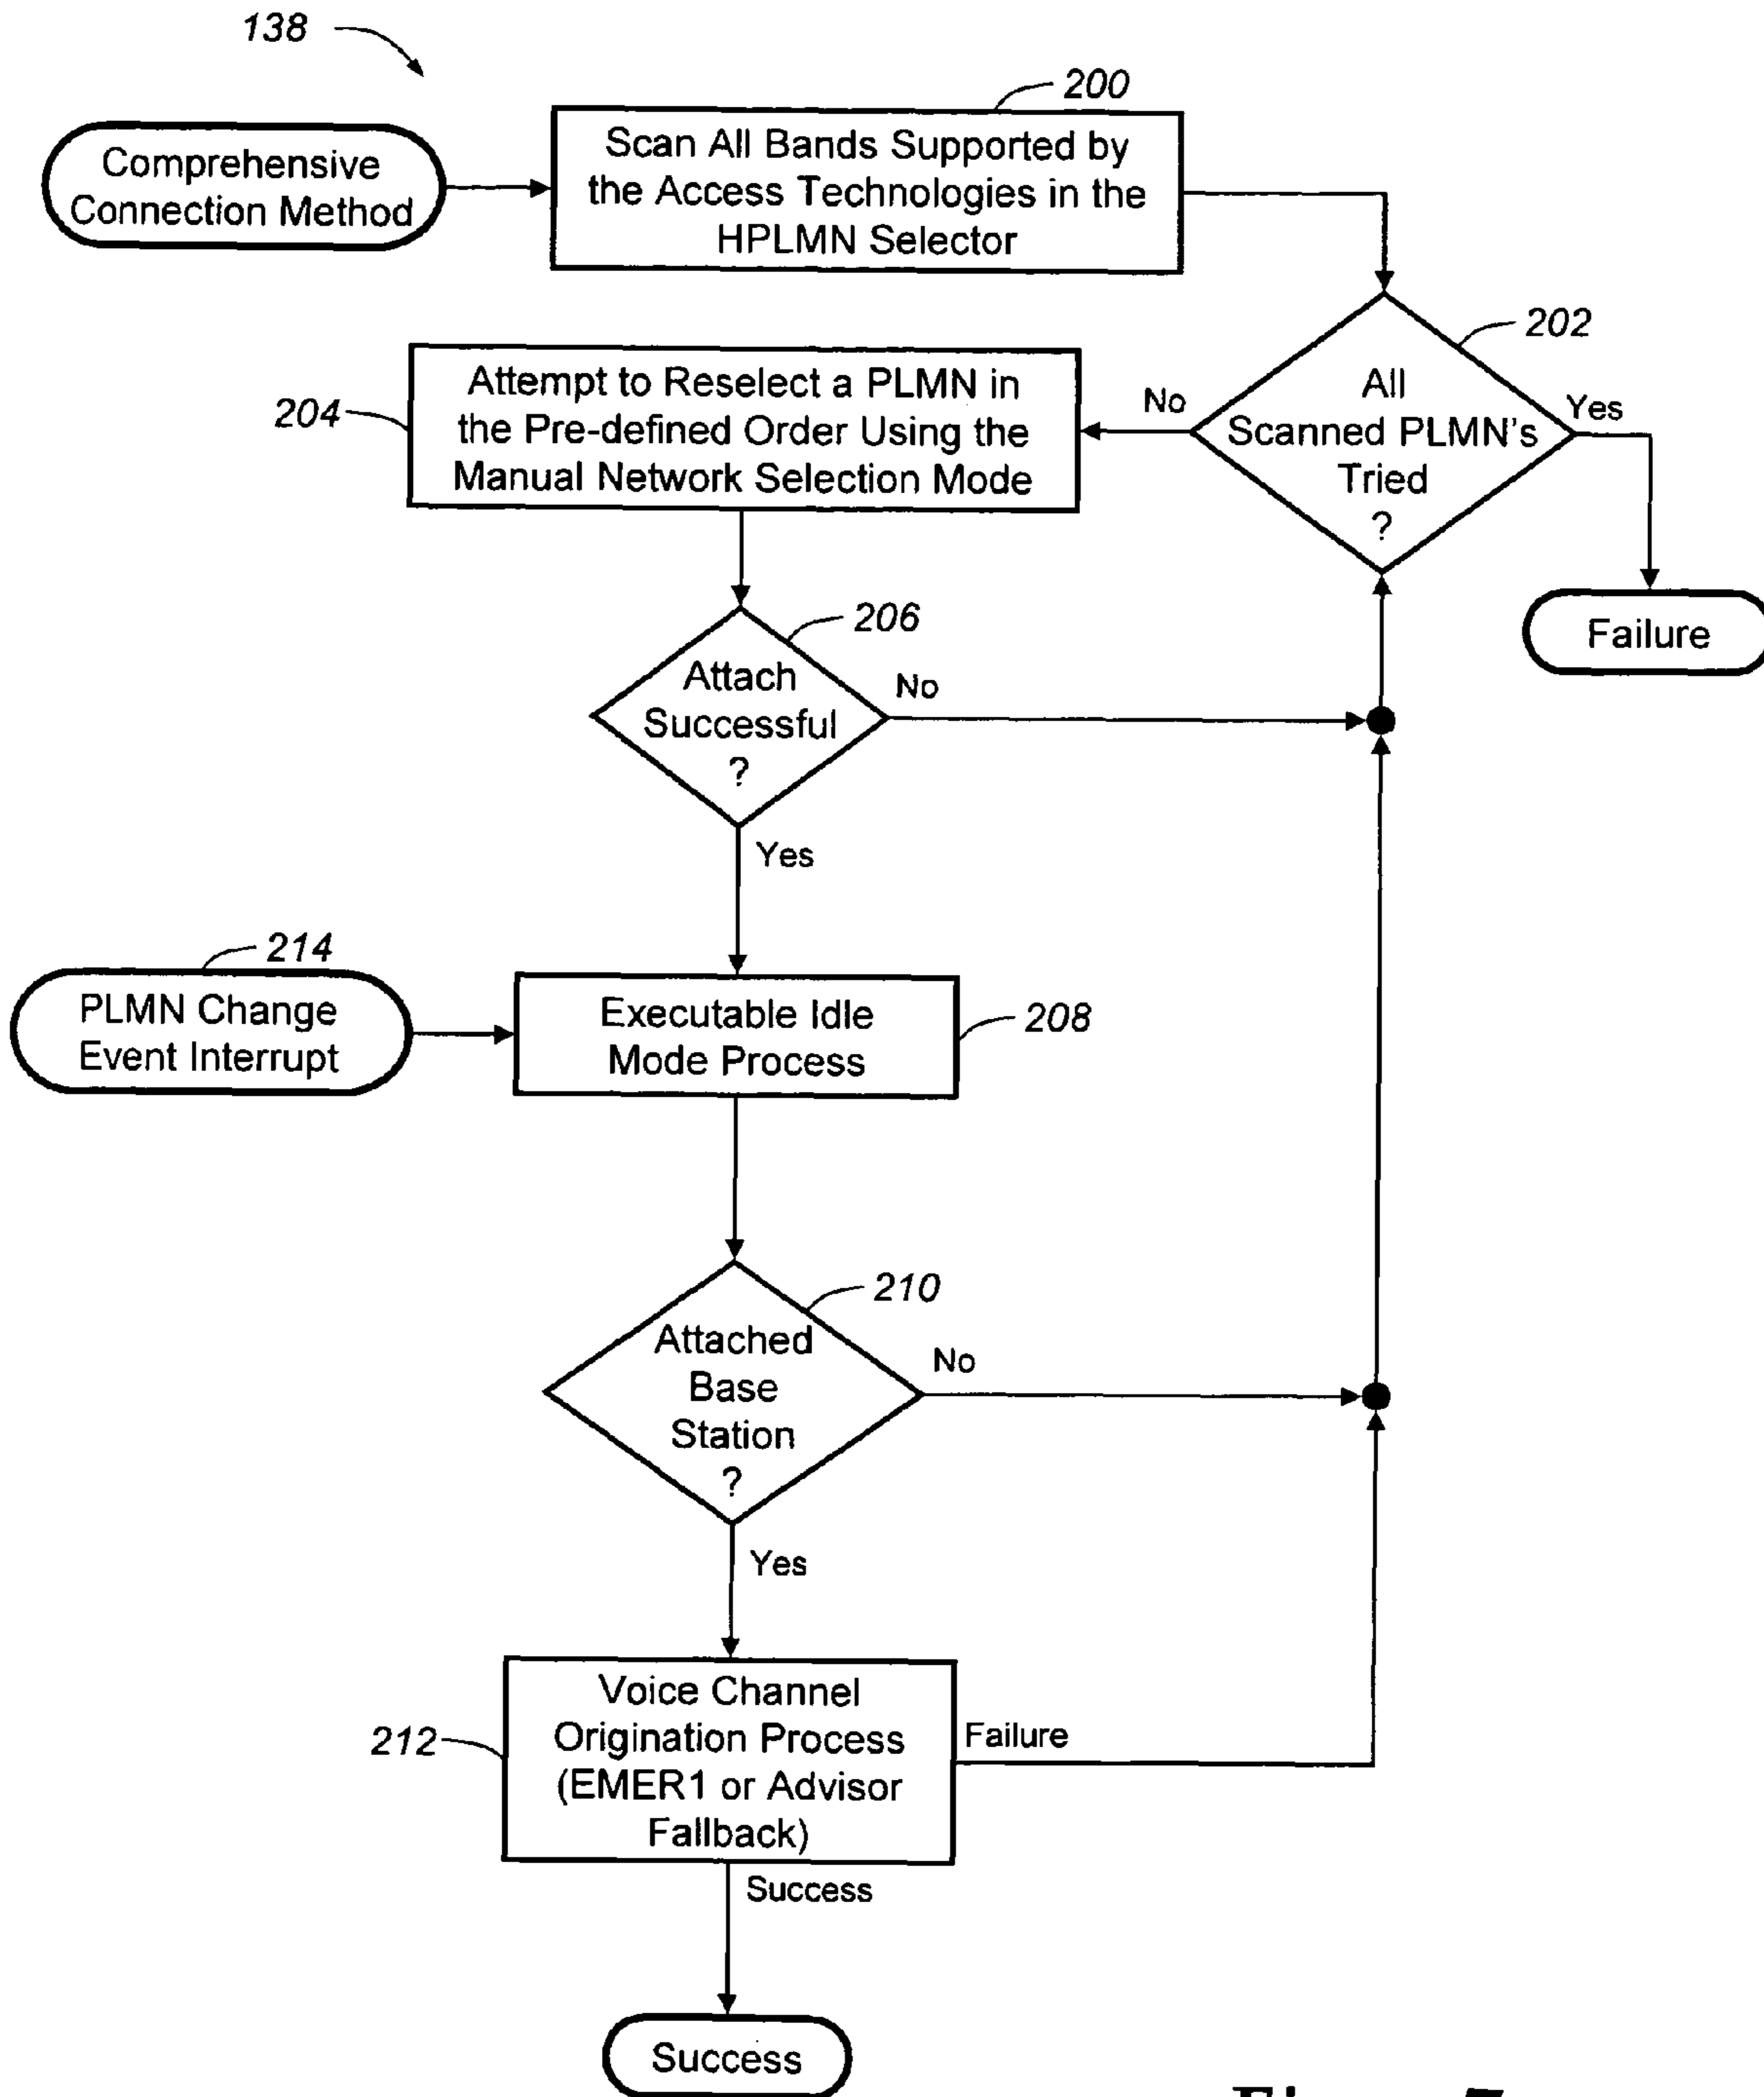 138
200
Comprehensive
Connection Method
Scan All Bands Supported by
the Access Technologies in the
HPLMN Selector
202
204
Attempt to Reselect a PLMN in
the Pre-defined Order Using the
Manual Network Selection Mode
No
All
Scanned PLMN's
Tried
?
Yes
Failure
206
Attach
Successful
?
No
Yes
214
PLMN Change
Event Interrupt
Executable Idle
Mode Process
208
210
Attached
Base
Station
?
No
Yes
212
Voice Channel
Origination Process
(EMER1 or Advisor
Fallback)
Failure
Success
Success